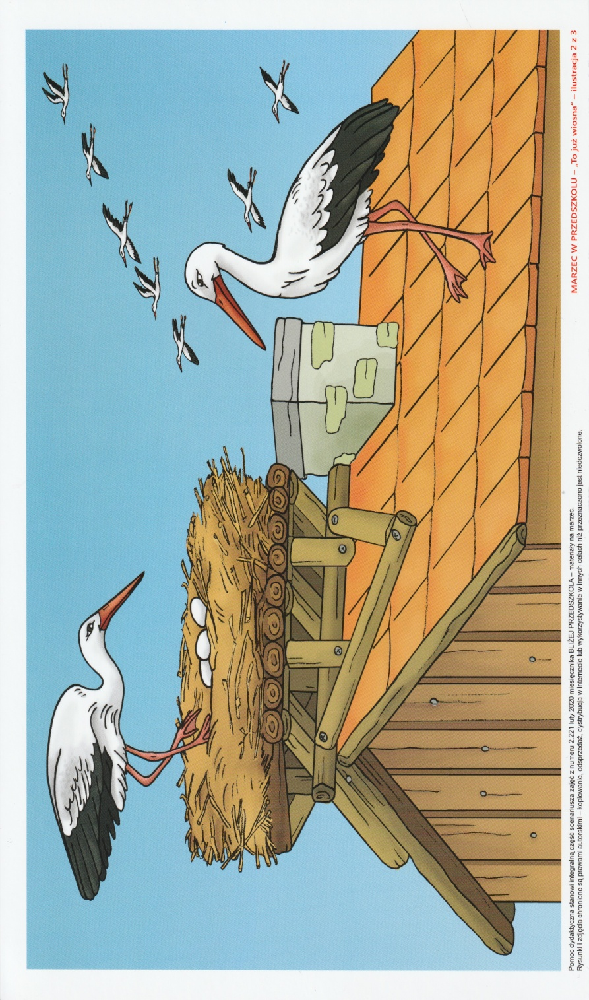 Pomoc dydaktyczna stanowi integralną część scenariusza zajęć z numeru 2.221 luty 2020 miesięcznika BLIŻEJ PRZEDSZKOLA – materiały na marzec.
Rysunki i zdjęcia chronione są prawami autorskimi – kopiowanie, odsprzedaż, dystrybucja w internecie lub wykorzystywanie w innych celach niż przeznaczono jest niedozwolone.
MARZEC W PRZEDSZKOLU – „To już wiosna” – ilustracja 2 z 3